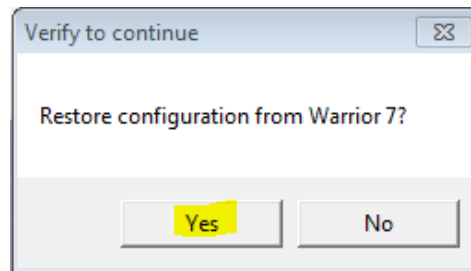 Verify to continue
Restore configuration from Warrior 7?
Yes
No